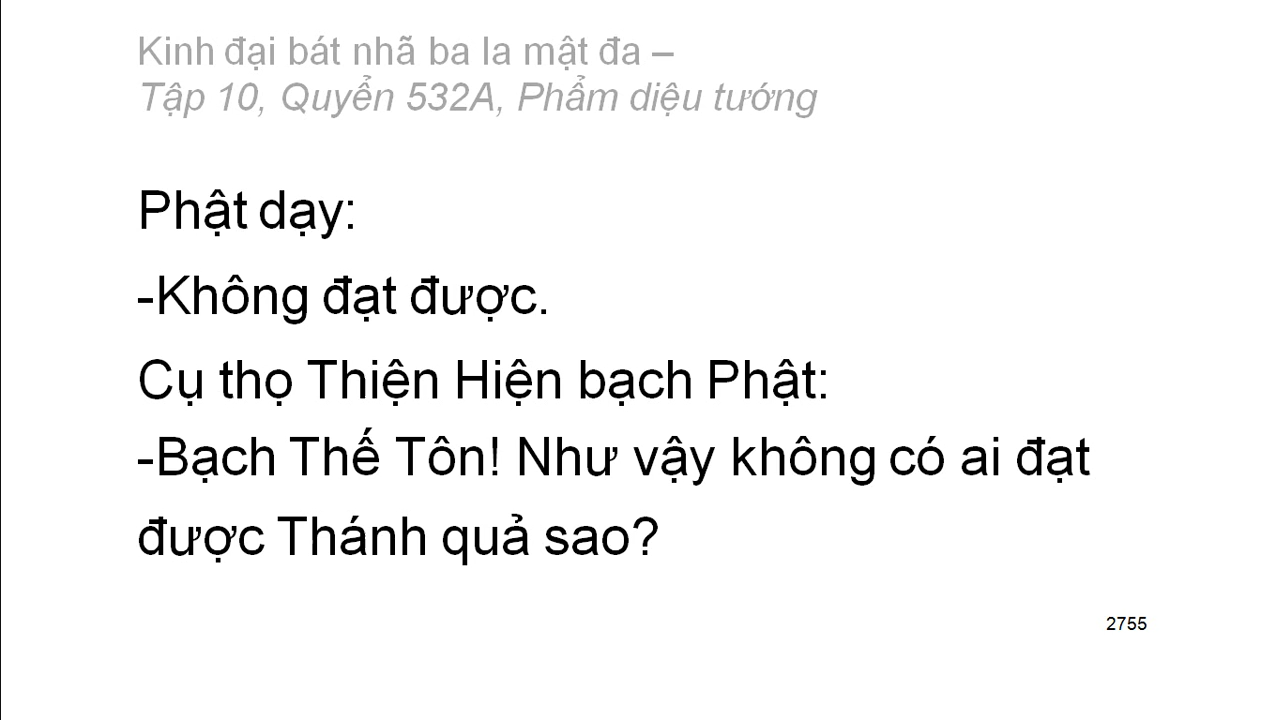 Kinh đại bát nhã ba la mật đa –
Tập 10, Quyển 532A, Phẩm diệu tướng
Phật dạy:
-Không đạt được.
Cụ thọ Thiện Hiện bạch Phật:
-Bạch Thế Tôn! Như vậy không có ai đạt
được Thánh quả sao?
2755